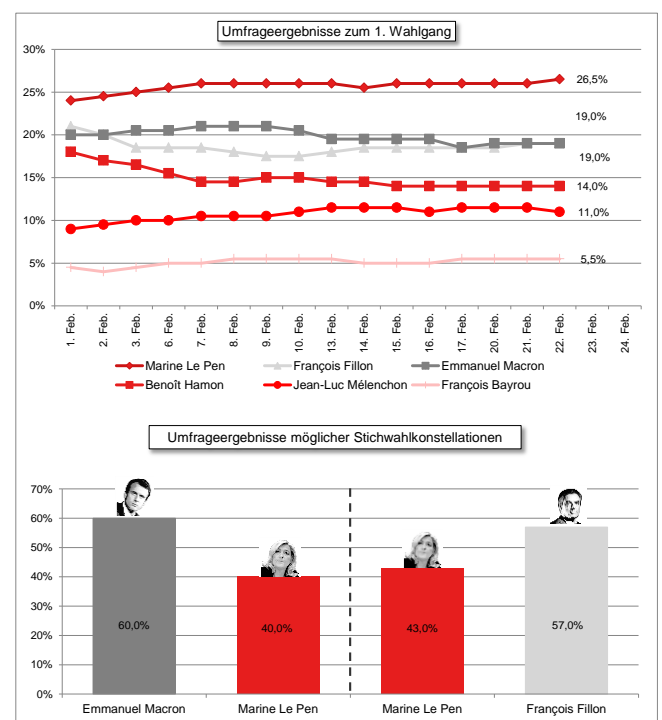 Umfrageergebnisse zum 1. Wahlgang
30%
25%
20%
15%
10%
5%
0%
26,5%
19,0%
19,0%
14,0%
11,0%
5,5%
1. Feb.
2. Feb.
3. Feb.
6. Feb.
7. Feb.
8. Feb.
9. Feb.
10. Feb.
13. Feb.
14. Feb.
15. Feb.
16. Feb.
17. Feb.
20. Feb.
21. Feb.
22. Feb.
23. Feb.
24. Feb.
Marine Le Pen François Fillon Emmanuel Macron
Benoît Hamon Jean-Luc Mélenchon François Bayrou
Umfrageergebnisse möglicher Stichwahlkonstellationen
70%
60%
50%
40%
30%
20%
10%
0%
60,0% 40,0% 43,0% 57,0%
Emmanuel Macron Marine Le Pen Marine Le Pen François Fillon